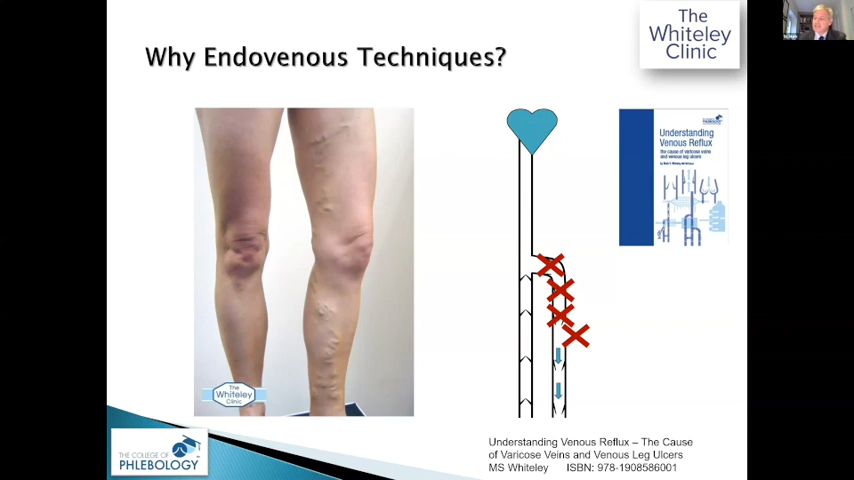 Why Endovenous Techniques?
The
Whiteley
Clinic
Understanding
Venous Reflux
The cause of varicose veins
and venous leg ulcers
The
Whiteley
Clinic
THE COLLEGE OF
PHLEBOLOGY
Understanding Venous Reflux – The Cause
of Varicose Veins and Venous Leg Ulcers
MS Whiteley ISBN: 978-1908586001